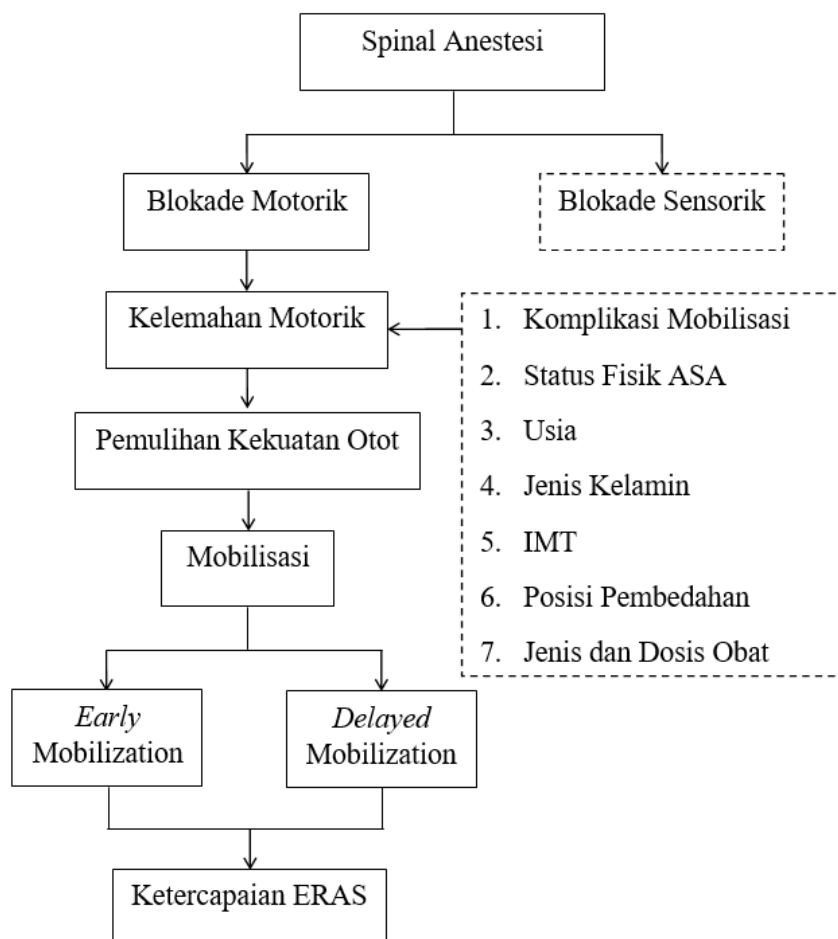 Spinal Anestesi
Blokade Motorik
Blokade Sensorik
Kelemahan Motorik
1. Komplikasi Mobilisasi
2. Status Fisik ASA
3. Usia
4. Jenis Kelamin
5. IMT
6. Posisi Pembedahan
7. Jenis dan Dosis Obat
Pemulihan Kekuatan Otot
Mobilisasi
Early
Mobilization
Delayed
Mobilization
Ketercapaian ERAS